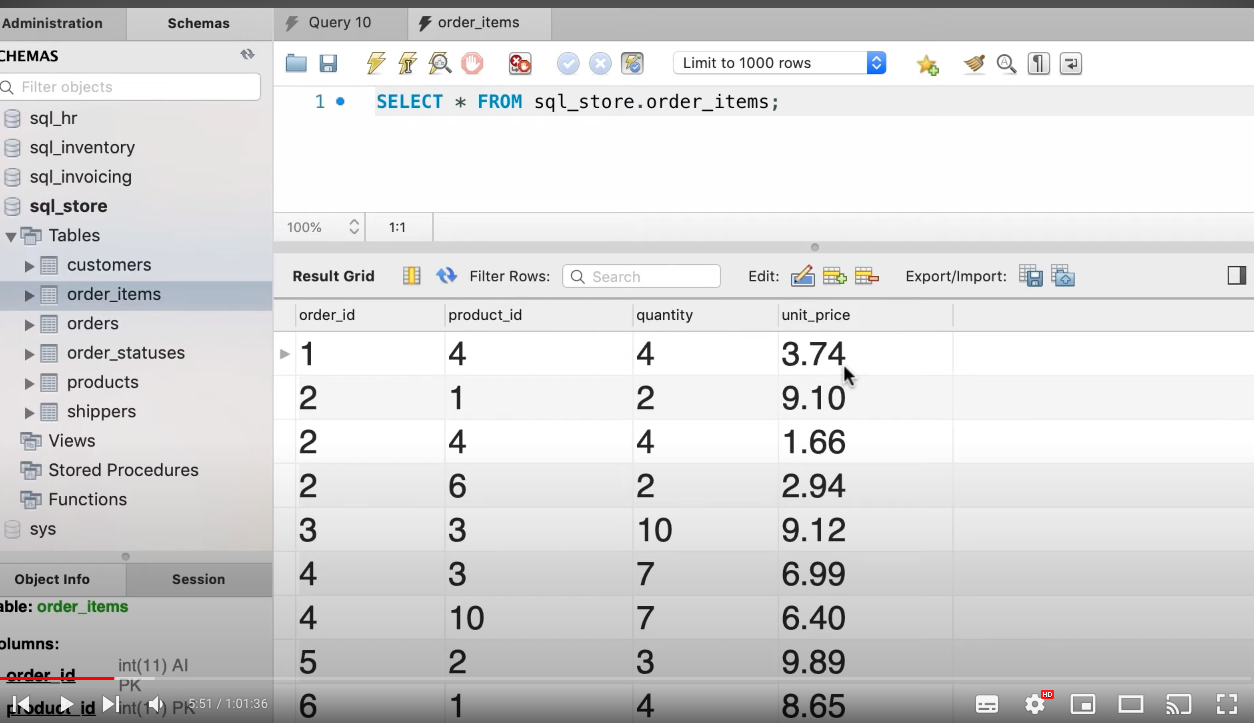 Administration
Schemas
Query 10
order_items
CHEMAS
Filter objects
Limit to 1000 rows
1
SELECT * FROM sql_store.order_items;
sql_hr
sql_inventory
sql_invoicing
sql_store
Tables
customers
order_items
orders
order_statuses
products
shippers
Views
Stored Procedures
Functions
sys
100%
1:1
Result Grid
Filter Rows:
Search
Edit:
Export/Import:
order_id product_id quantity unit_price
1 4 4 3.74
2 1 2 9.10
2 4 4 1.66
2 6 2 2.94
3 3 10 9.12
4 3 7 6.99
4 10 7 6.40
5 2 3 9.89
6 1 4 8.65
Object Info
Session
able: order_items
olumns:
order_id int(11) AI
PK
product_id int(11) PK
5:51 / 1:01:36
HD